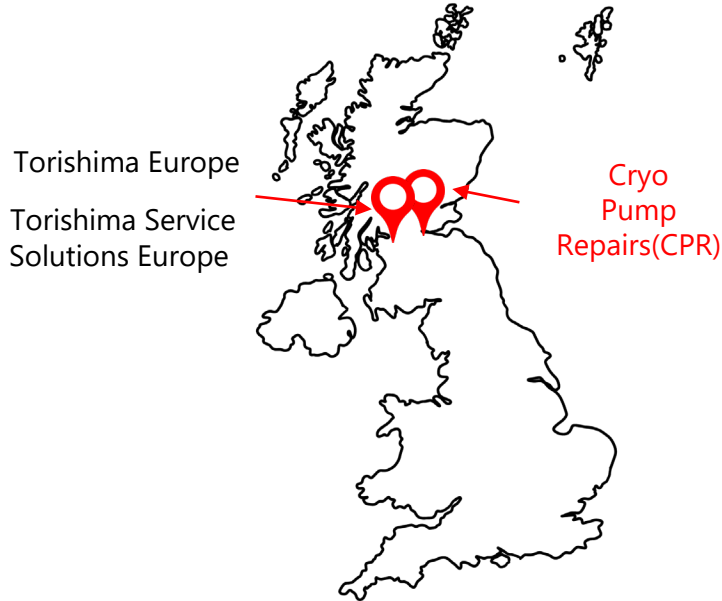 Torishima Europe
Torishima Service
Solutions Europe
Cryo
Pump
Repairs(CPR)